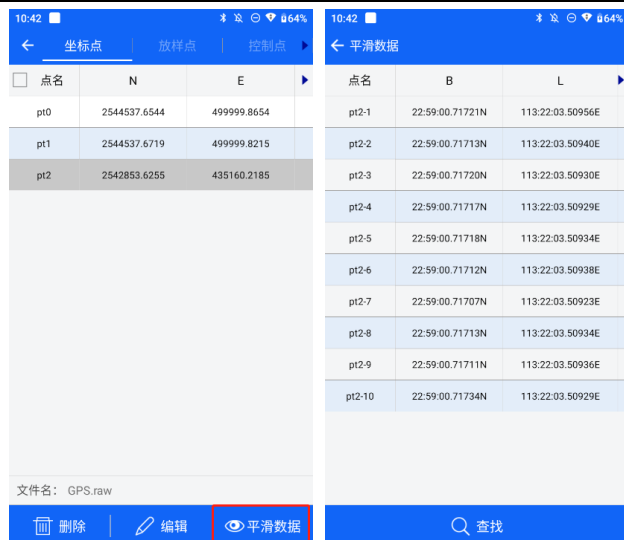 10:42 64%
坐标点 放样点 控制点
点名 N E
pt0 2544537.6544 499999.8654
pt1 2544537.6719 499999.8215
pt2 2542853.6255 435160.2185
文件名： GPS.raw
删除 编辑 平滑数据
10:42 64%
平滑数据
点名 B L
pt2-1 22:59:00.71721N 113:22:03.50956E
pt2-2 22:59:00.71713N 113:22:03.50940E
pt2-3 22:59:00.71720N 113:22:03.50930E
pt2-4 22:59:00.71717N 113:22:03.50929E
pt2-5 22:59:00.71718N 113:22:03.50934E
pt2-6 22:59:00.71712N 113:22:03.50938E
pt2-7 22:59:00.71707N 113:22:03.50923E
pt2-8 22:59:00.71713N 113:22:03.50934E
pt2-9 22:59:00.71711N 113:22:03.50936E
pt2-10 22:59:00.71734N 113:22:03.50929E
查找